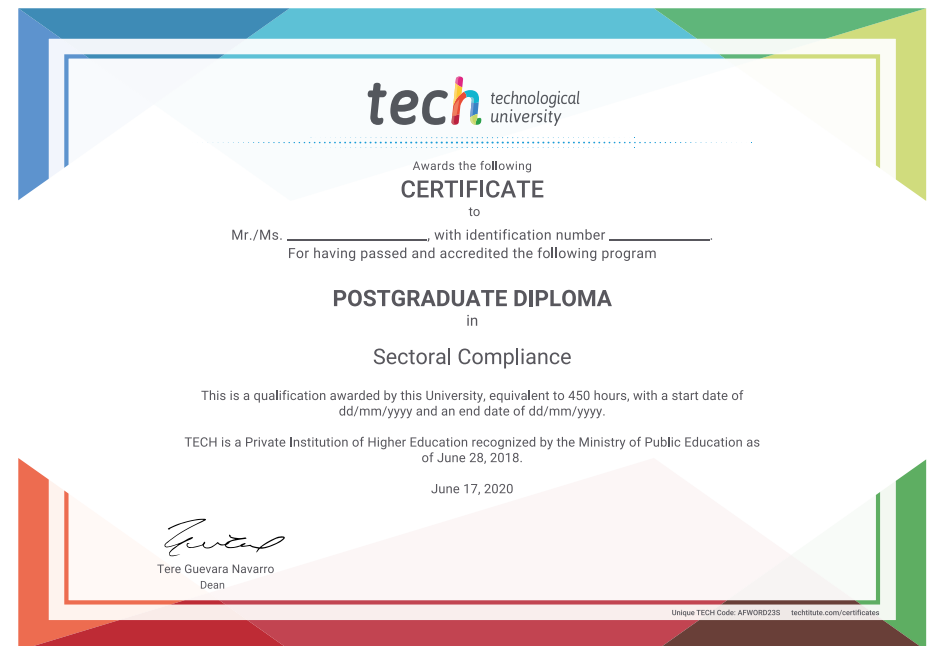 tech technological
university
Awards the following
CERTIFICATE
to
Mr./Ms. ____________________, with identification number ______________.
For having passed and accredited the following program
POSTGRADUATE DIPLOMA
in
Sectoral Compliance
This is a qualification awarded by this University, equivalent to 450 hours, with a start date of
dd/mm/yyyy and an end date of dd/mm/yyyy.
TECH is a Private Institution of Higher Education recognized by the Ministry of Public Education as
of June 28, 2018.
June 17, 2020
Tere Guevara Navarro
Dean
Unique TECH Code: AFWORD23S techtitute.com/certificates